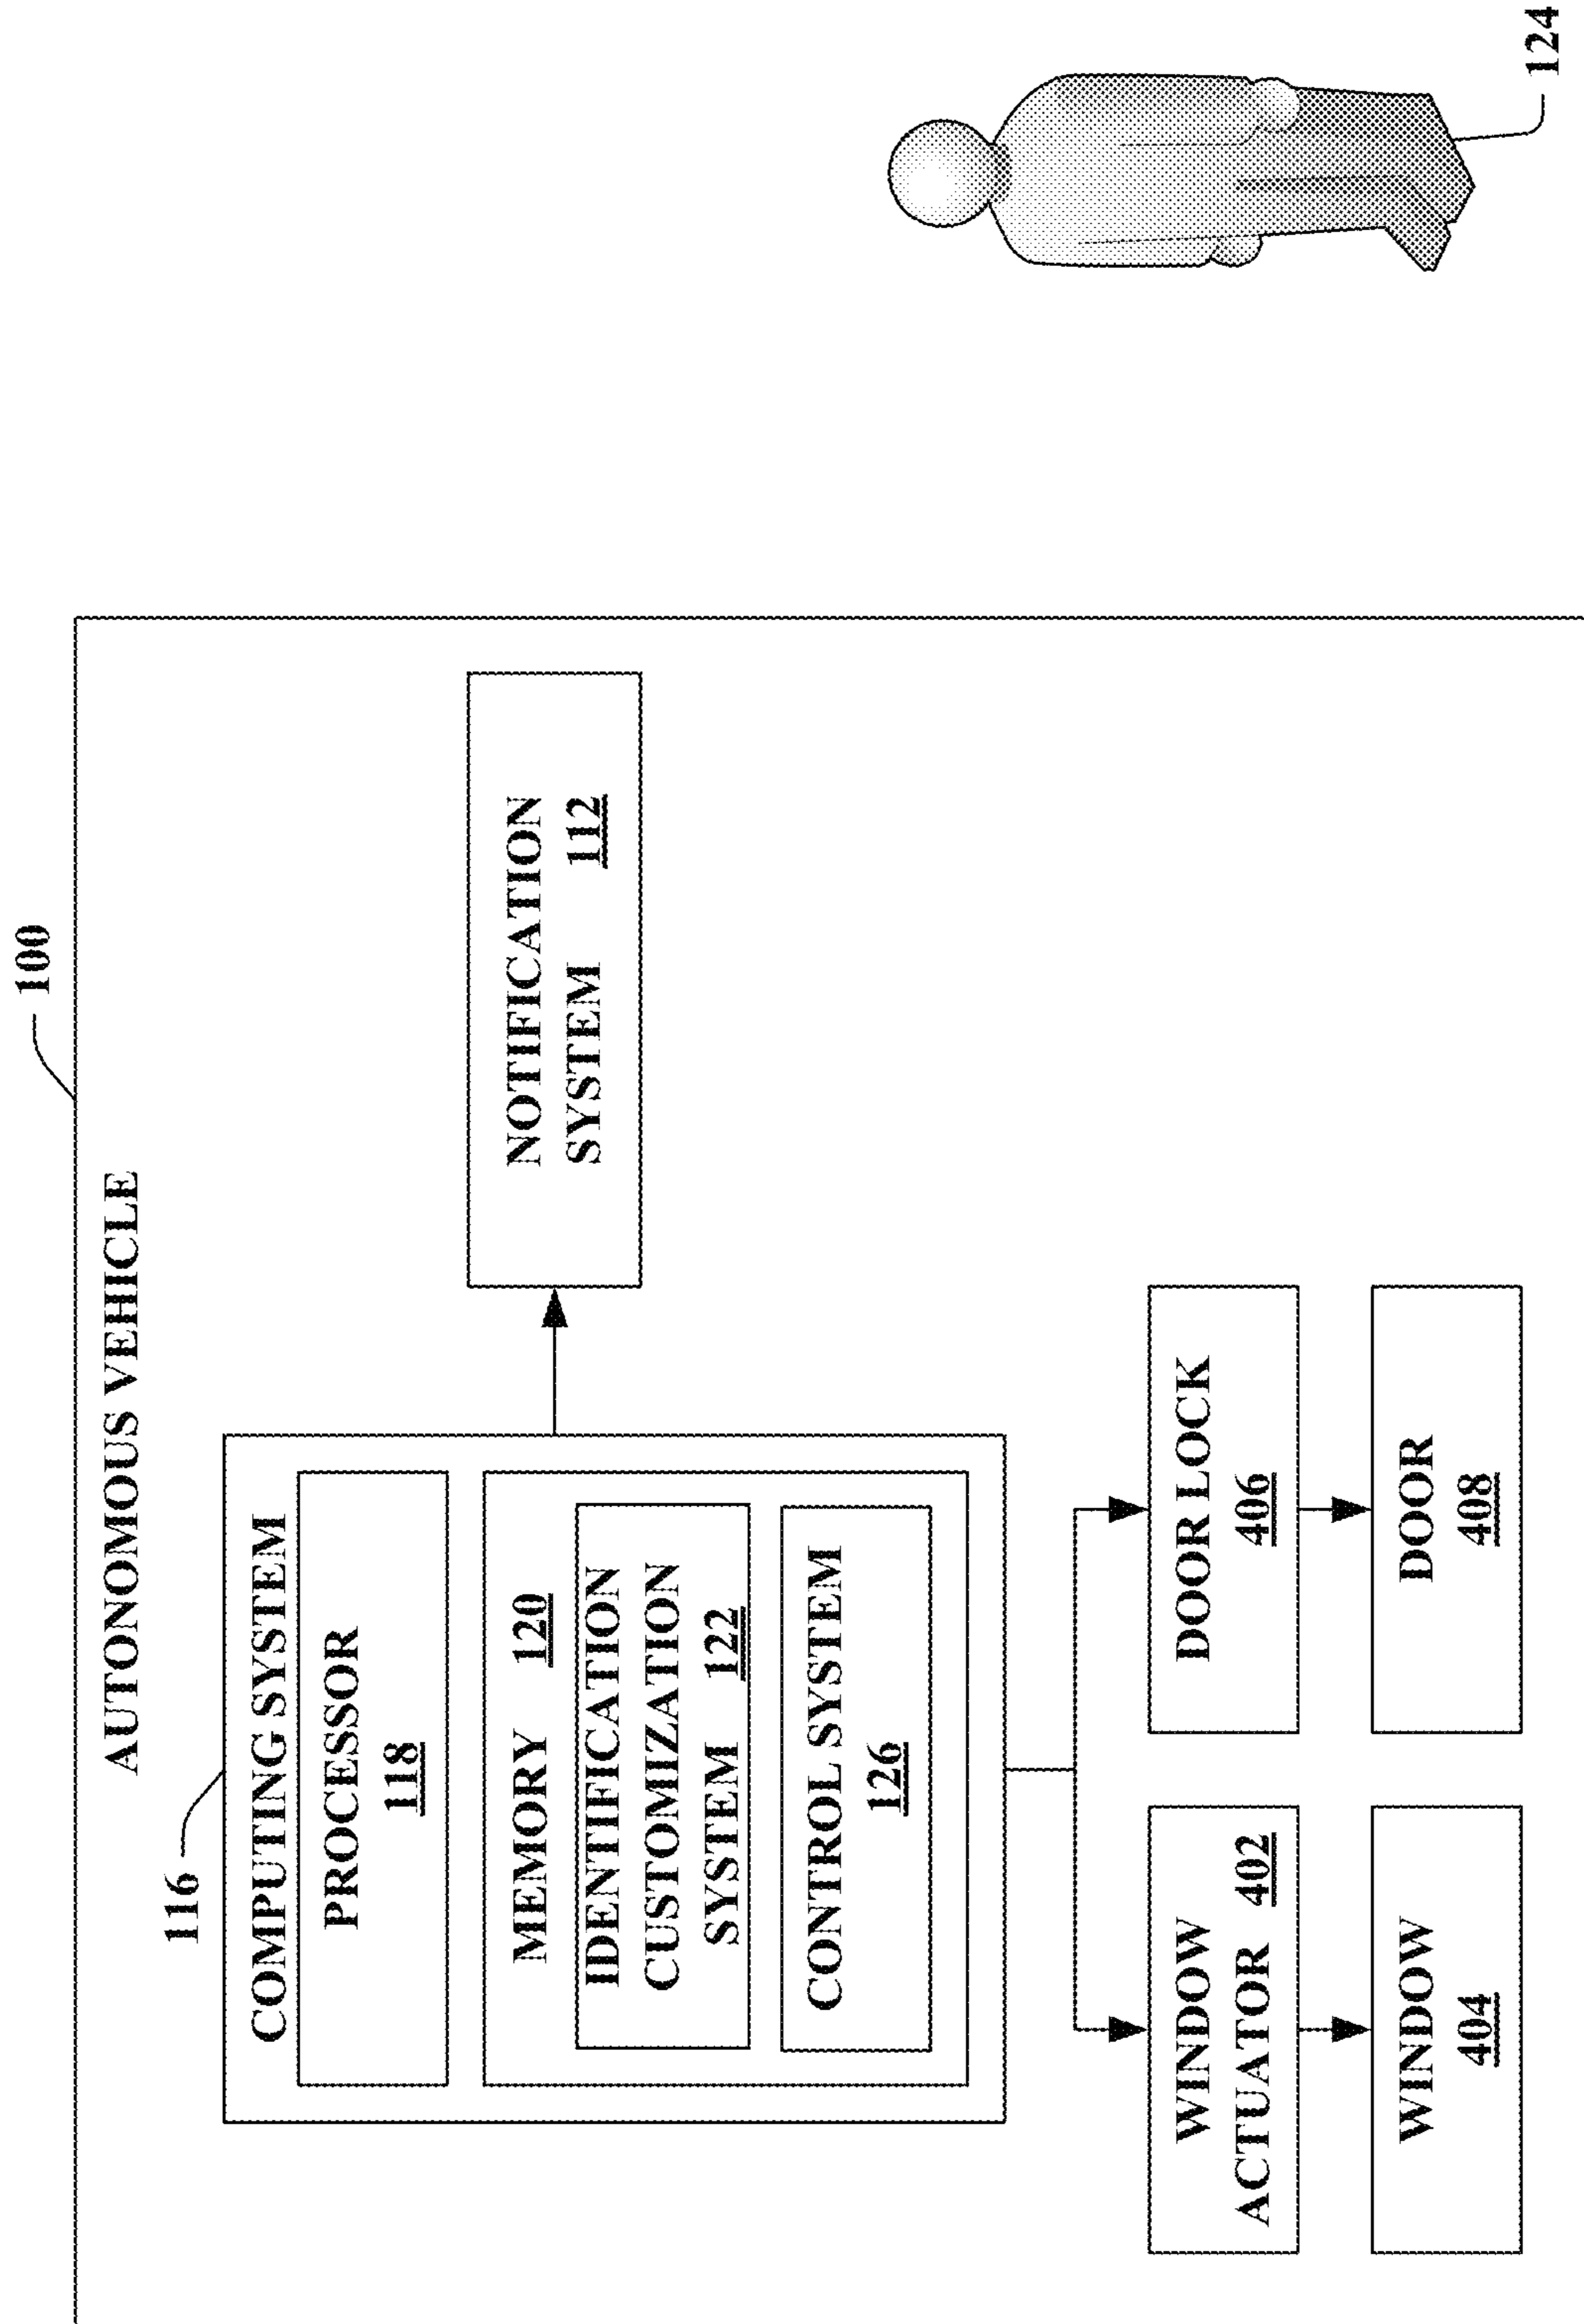 100
AUTONOMOUS VEHICLE
116
COMPUTING SYSTEM
PROCESSOR
118
MEMORY 120
IDENTIFICATION
CUSTOMIZATION
SYSTEM 122
CONTROL SYSTEM
126
NOTIFICATION
SYSTEM 112
WINDOW
ACTUATOR 402
DOOR LOCK
406
WINDOW
404
DOOR
408
124